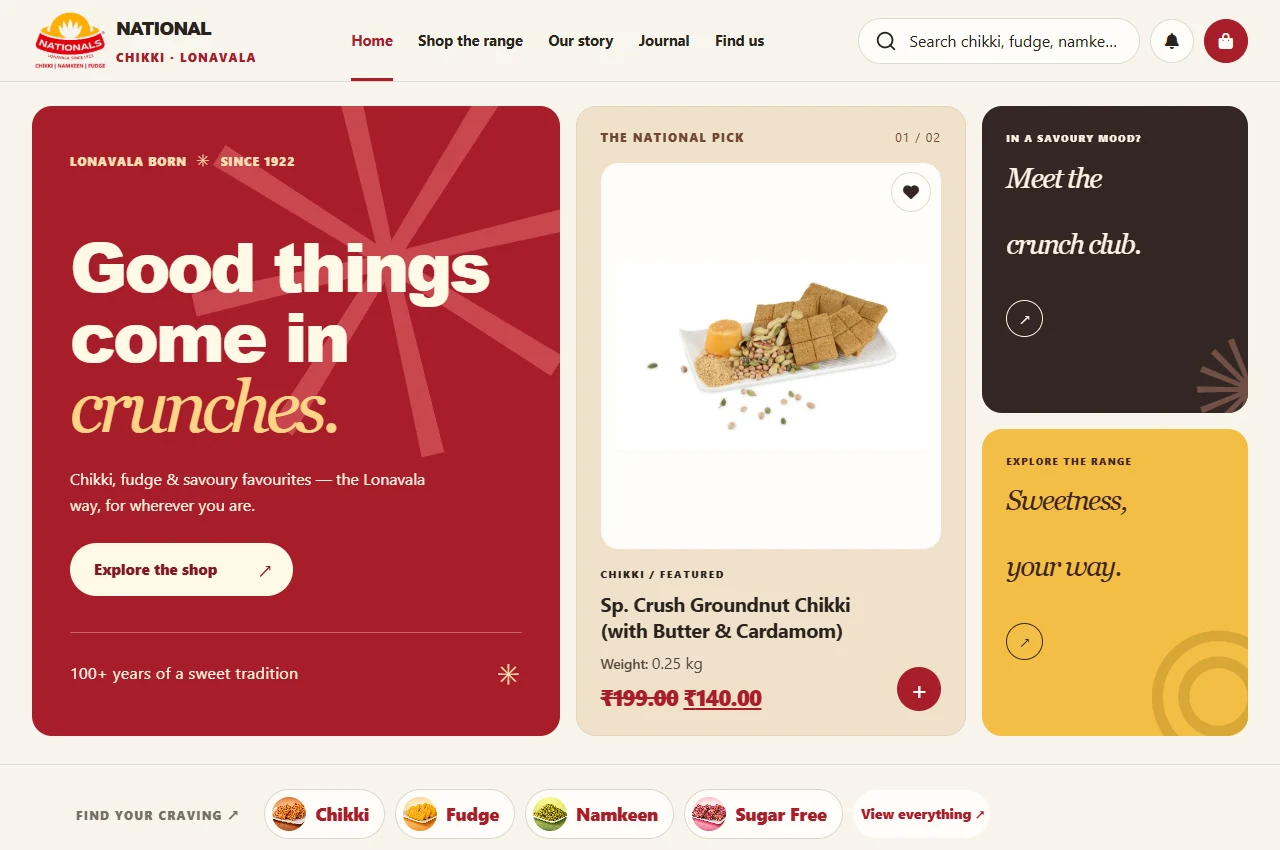 NATIONALS
LONAVALA SINCE 1922
CHIKKI | NAMKEEN | FUDGE
NATIONAL
CHIKKI · LONAVALA
Home
Shop the range
Our story
Journal
Find us
Search chikki, fudge, namke...
LONAVALA BORN ✳ SINCE 1922
Good things
come in
crunches.
Chikki, fudge & savoury favourites — the Lonavala
way, for wherever you are.
Explore the shop ↗
100+ years of a sweet tradition
THE NATIONAL PICK
01 / 02
CHIKKI / FEATURED
Sp. Crush Groundnut Chikki
(with Butter & Cardamom)
Weight: 0.25 kg
₹199.00 ₹140.00
+
IN A SAVOURY MOOD?
Meet the
crunch club.
↗
EXPLORE THE RANGE
Sweetness,
your way.
↗
FIND YOUR CRAVING ↗
Chikki
Fudge
Namkeen
Sugar Free
View everything ↗